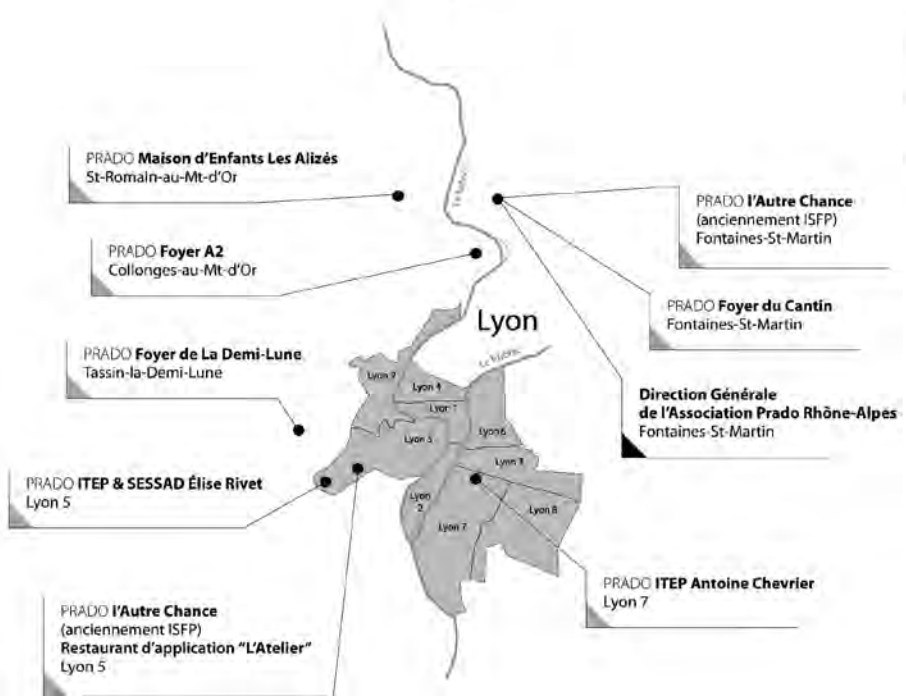 PRADO Maison d'Enfants Les Alizés
St-Romain-au-Mt-d'Or
PRADO Foyer A2
Collonges-au-Mt-d'Or
PRADO Foyer de La Demi-Lune
Tassin-la-Demi-Lune
PRADO ITEP & SESSAD Élise Rivet
Lyon 5
PRADO l'Autre Chance
(anciennement ISFP)
Restaurant d'application "L'Atelier"
Lyon 5
Lyon
Lyon 9
Lyon 4
Lyon 1
Lyon 5
Lyon 6
Lyon 3
Lyon
2
Lyon 7
Lyon 8
PRADO l'Autre Chance
(anciennement ISFP)
Fontaines-St-Martin
PRADO Foyer du Cantin
Fontaines-St-Martin
Direction Générale
de l'Association Prado Rhône-Alpes
Fontaines-St-Martin
PRADO ITEP Antoine Chevrier
Lyon 7